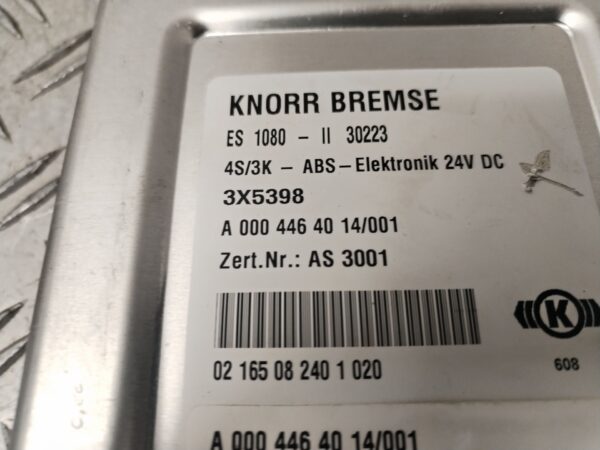 KNORR BREMSE
ES 1080 - II 30223
4S/3K - ABS-Elektronik 24V DC
3X5398
A 000 446 40 14/001
Zert.Nr.: AS 3001
K
02 165 08 240 1 020
608
A 000 446 40 14/001